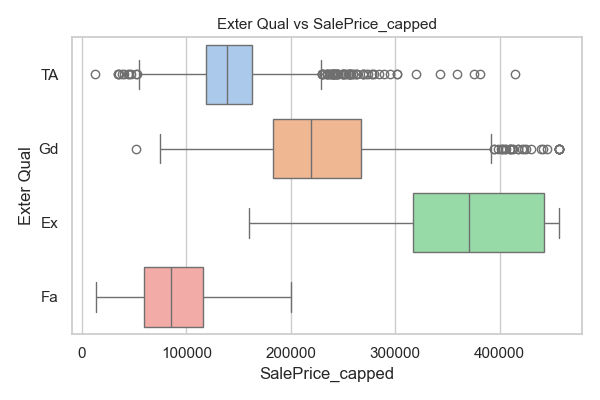 Exter Qual vs SalePrice_capped
Exter Qual
TA
Gd
Ex
Fa
0 100000 200000 300000 400000
SalePrice_capped